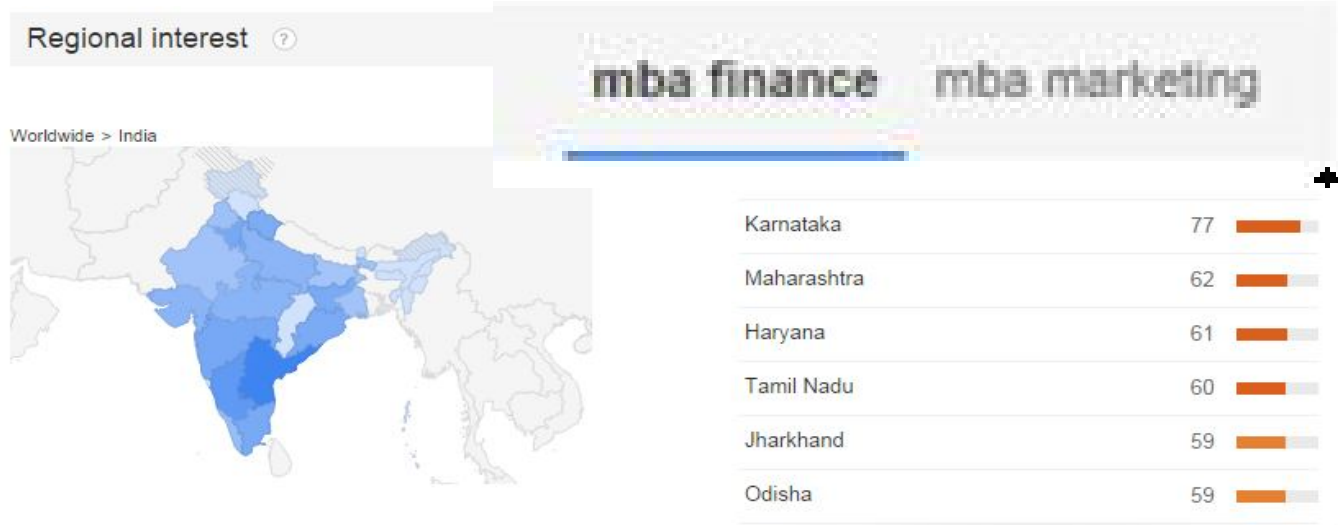 Regional interest ?
mba finance mba marketing
Worldwide > India
Karnataka 77
Maharashtra 62
Haryana 61
Tamil Nadu 60
Jharkhand 59
Odisha 59